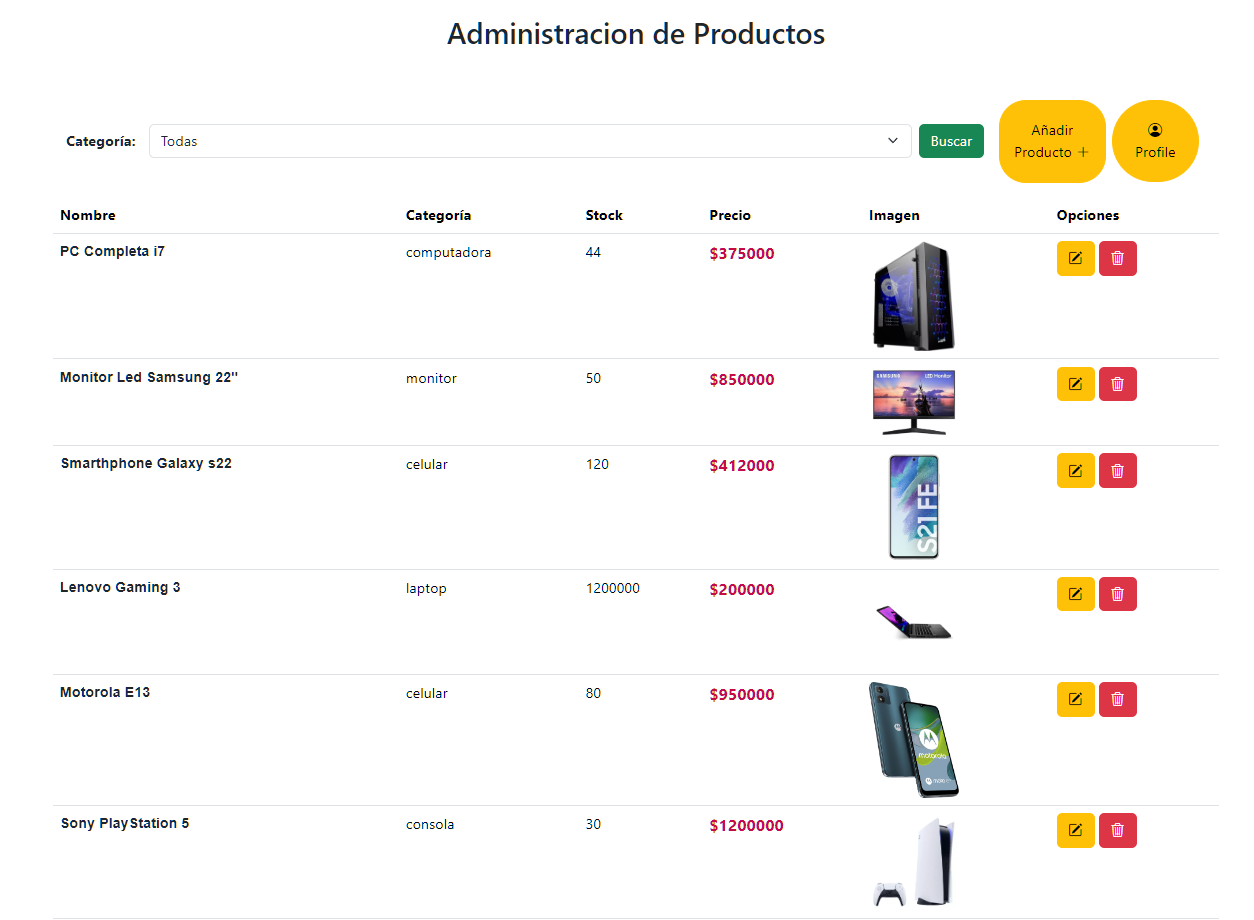 Administracion de Productos
Categoría: Todas Buscar Añadir Producto + Profile
Nombre Categoría Stock Precio Imagen Opciones
PC Completa i7 computadora 44 $375000
Monitor Led Samsung 22" monitor 50 $850000
SAMSUNG LED Monitor
Smarthphone Galaxy s22 celular 120 $412000
S21 FE
Lenovo Gaming 3 laptop 1200000 $200000
Motorola E13 celular 80 $950000
motorola
Sony PlayStation 5 consola 30 $1200000